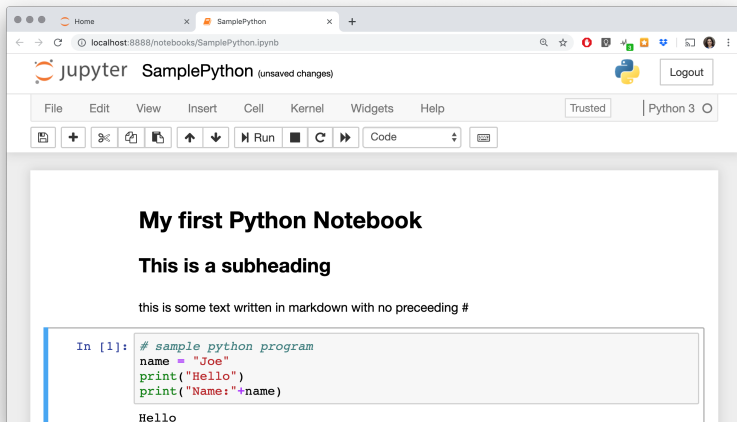 Home
SamplePython
localhost:8888/notebooks/SamplePython.ipynb
jupyter SamplePython (unsaved changes)
Logout
File Edit View Insert Cell Kernel Widgets Help Trusted Python 3
Run Code
My first Python Notebook
This is a subheading
this is some text written in markdown with no preceeding #
In [1]: # sample python program
name = "Joe"
print("Hello")
print("Name:"+name)
Hello